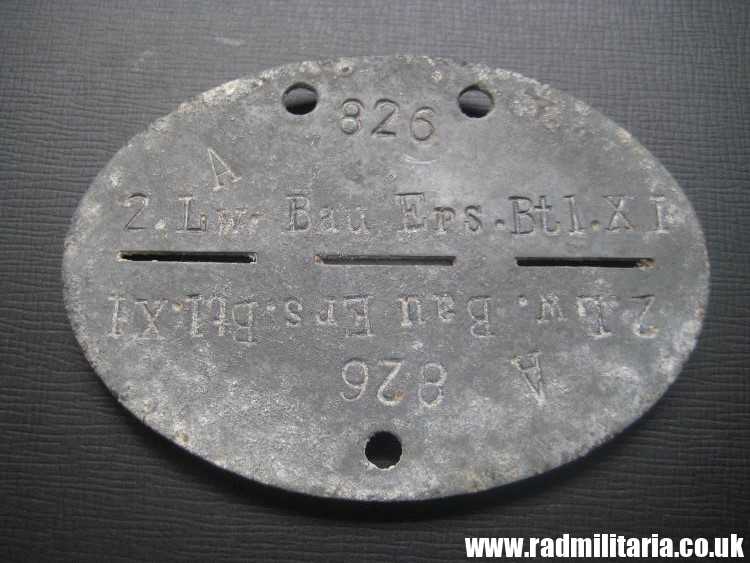 826
A
2.Lw. Bau Ers.Btl.XI
2.Lw. Bau Ers.Btl.XI
A
826
www.radmilitaria.co.uk